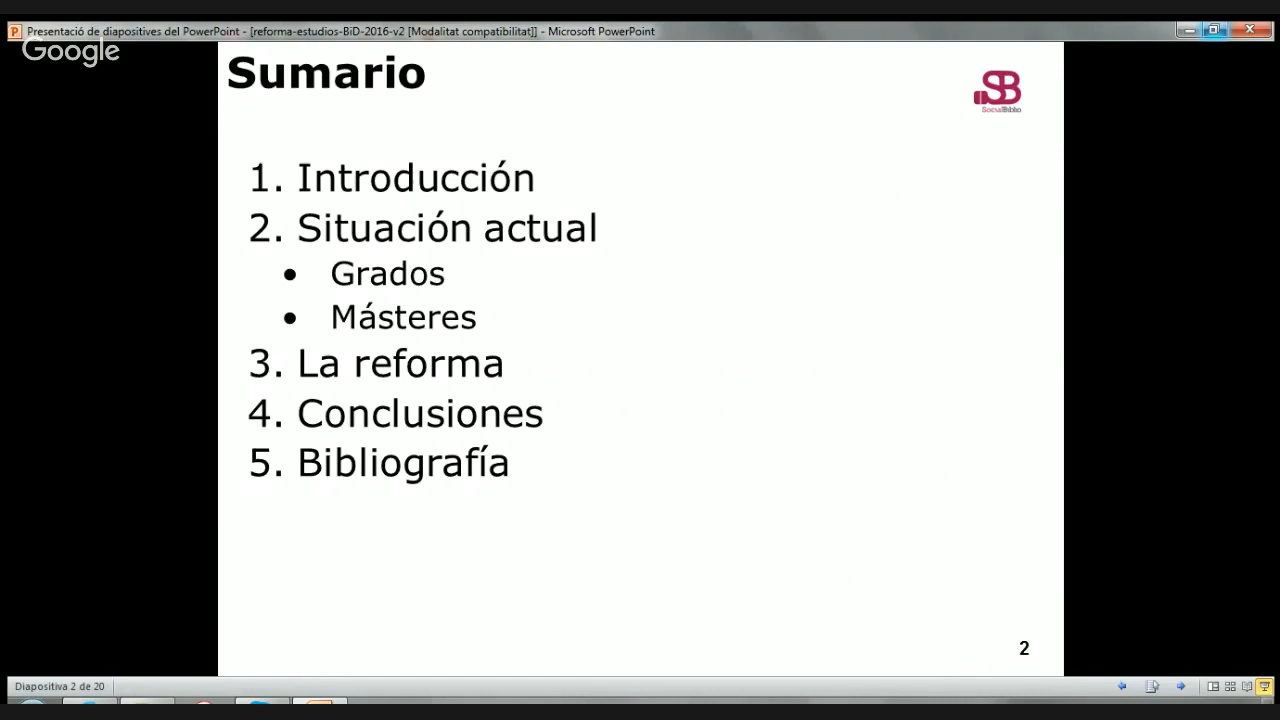 Presentació de diapositives del PowerPoint - [reforma-estudios-BiD-2016-v2 [Modalitat compatibilitat]] - Microsoft PowerPoint
Google
Sumario
SB
SocialBiblio
1. Introducción
2. Situación actual
• Grados
• Másteres
3. La reforma
4. Conclusiones
5. Bibliografía
2
Diapositiva 2 de 20